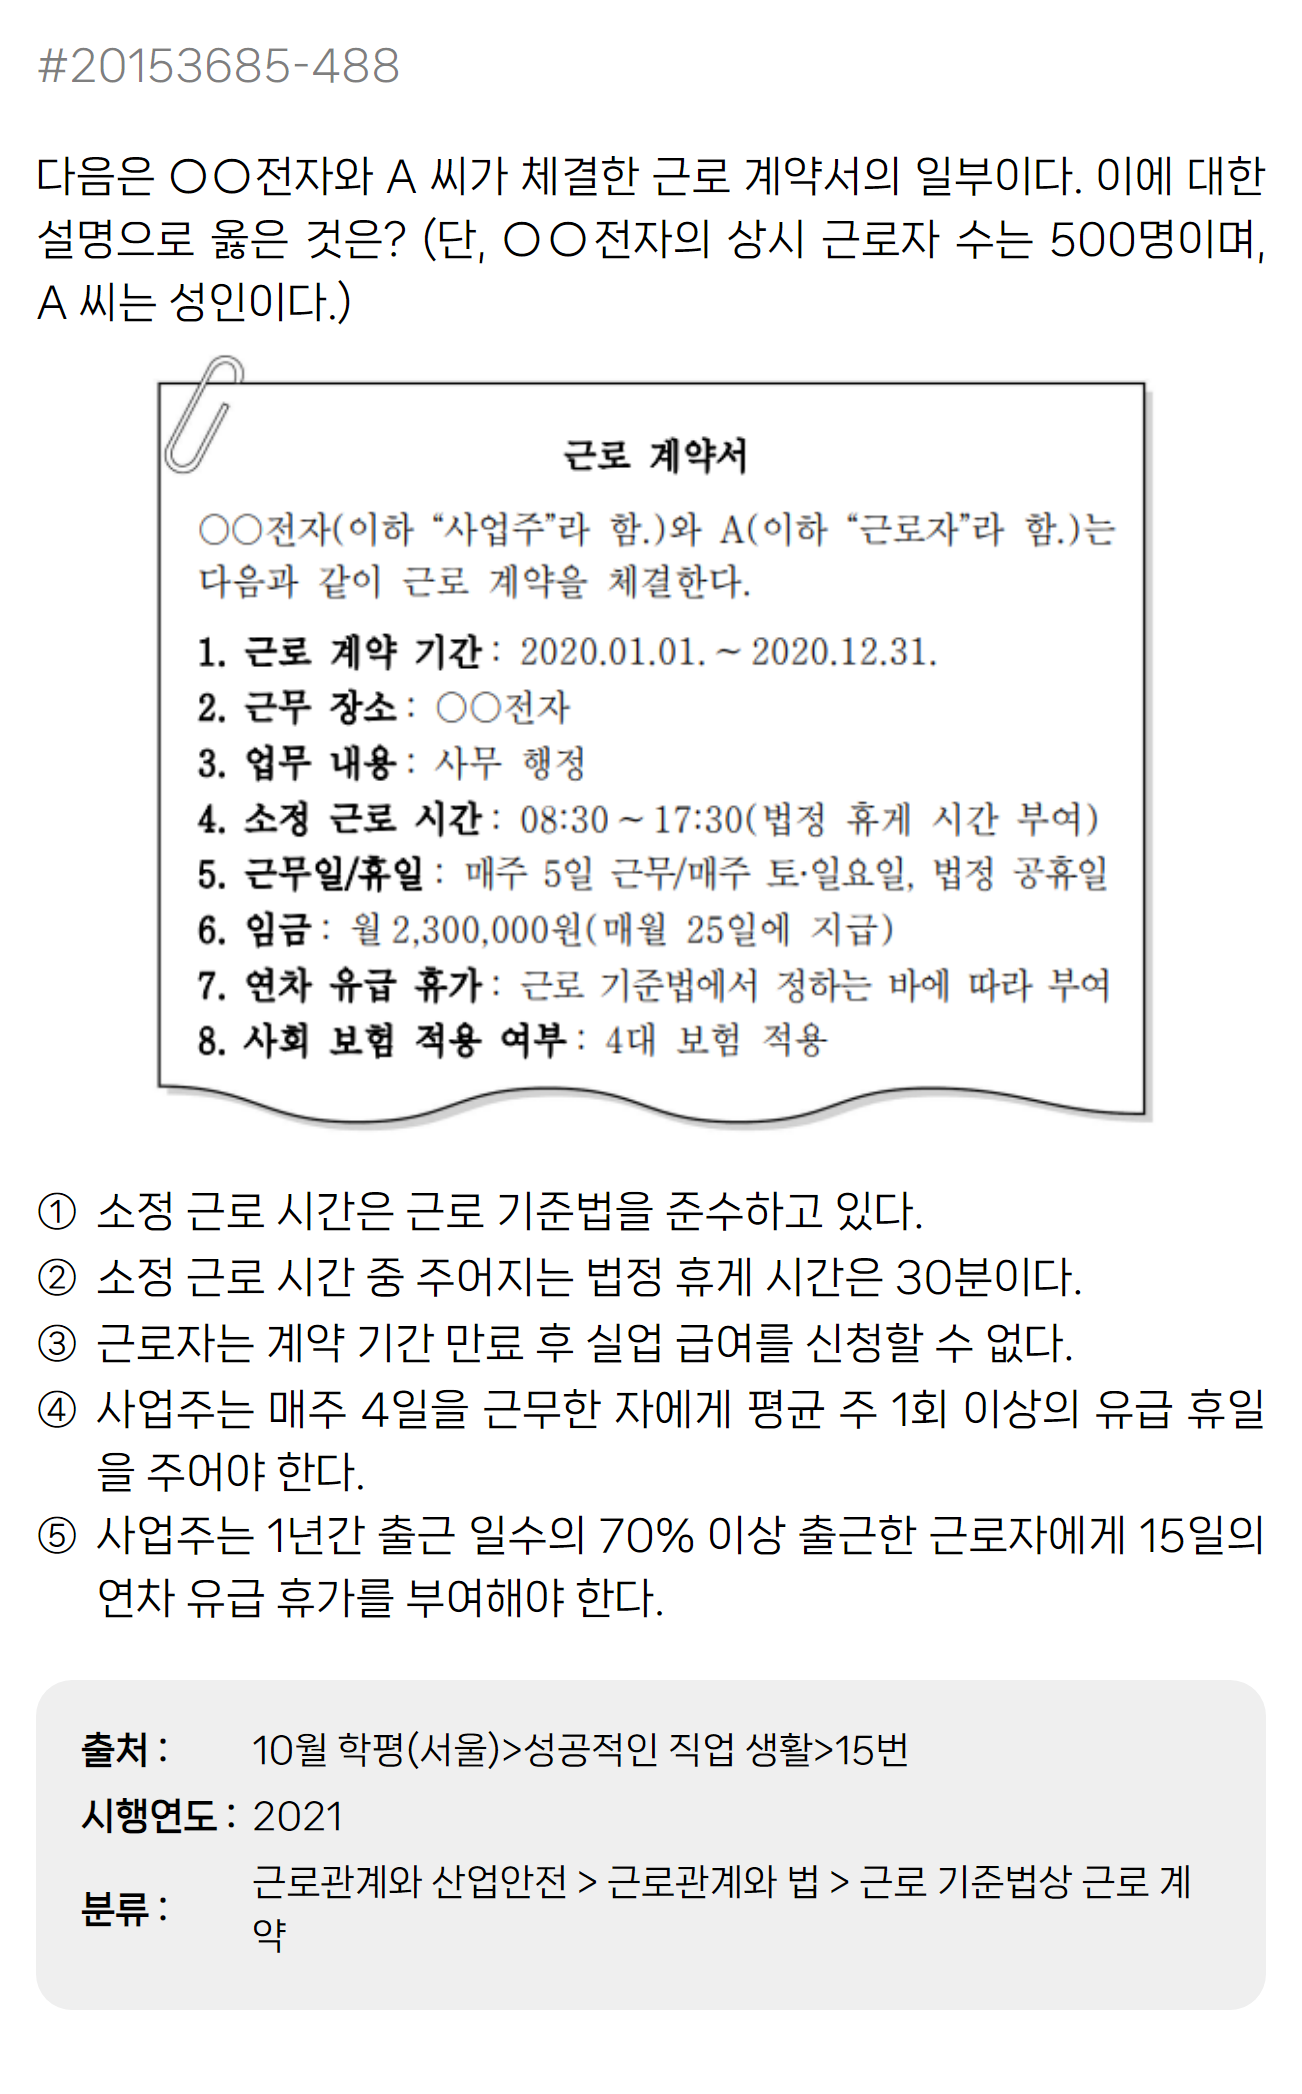 #20153685-488
다음은 ○○전자와 A 씨가 체결한 근로 계약서의 일부이다. 이에 대한
설명으로 옳은 것은? (단, ○○전자의 상시 근로자 수는 500명이며,
A 씨는 성인이다.)
근로 계약서
○○전자(이하 “사업주”라 함.)와 A(이하 “근로자”라 함.)는
다음과 같이 근로 계약을 체결한다.
1. 근로 계약 기간 : 2020.01.01. ~ 2020.12.31.
2. 근무 장소 : ○○전자
3. 업무 내용 : 사무 행정
4. 소정 근로 시간 : 08:30 ~ 17:30(법정 휴게 시간 부여)
5. 근무일/휴일 : 매주 5일 근무/매주 토·일요일, 법정 공휴일
6. 임금 : 월 2,300,000원(매월 25일에 지급)
7. 연차 유급 휴가 : 근로 기준법에서 정하는 바에 따라 부여
8. 사회 보험 적용 여부 : 4대 보험 적용
① 소정 근로 시간은 근로 기준법을 준수하고 있다.
② 소정 근로 시간 중 주어지는 법정 휴게 시간은 30분이다.
③ 근로자는 계약 기간 만료 후 실업 급여를 신청할 수 없다.
④ 사업주는 매주 4일을 근무한 자에게 평균 주 1회 이상의 유급 휴일
을 주어야 한다.
⑤ 사업주는 1년간 출근 일수의 70% 이상 출근한 근로자에게 15일의
연차 유급 휴가를 부여해야 한다.
출처 : 10월 학평(서울)>성공적인 직업 생활>15번
시행연도 : 2021
분류 : 근로관계와 산업안전 > 근로관계와 법 > 근로 기준법상 근로 계
약